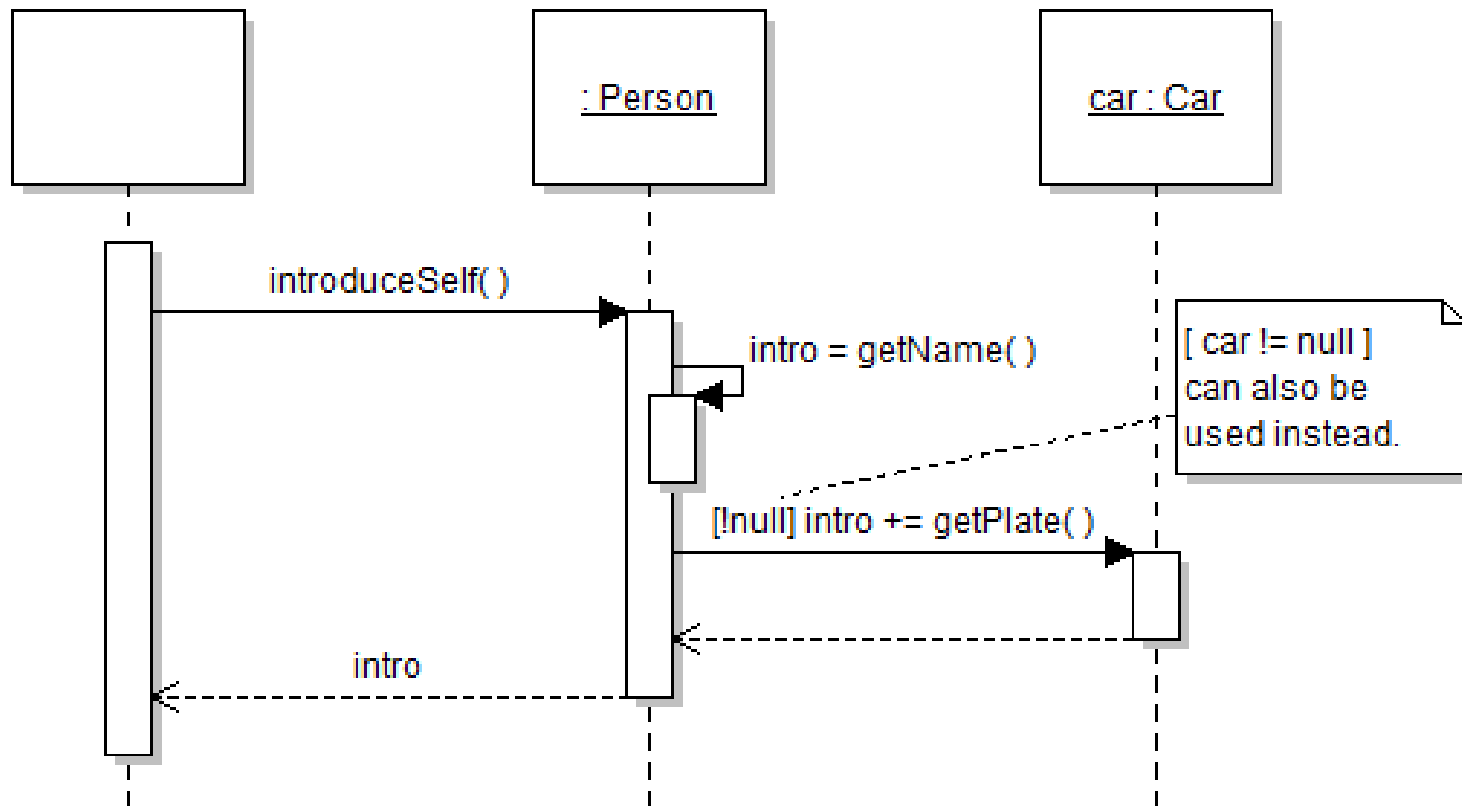 : Person
car : Car
introduceSelf( )
intro = getName( )
[ car != null ]
can also be
used instead.
[!null] intro += getPlate( )
intro